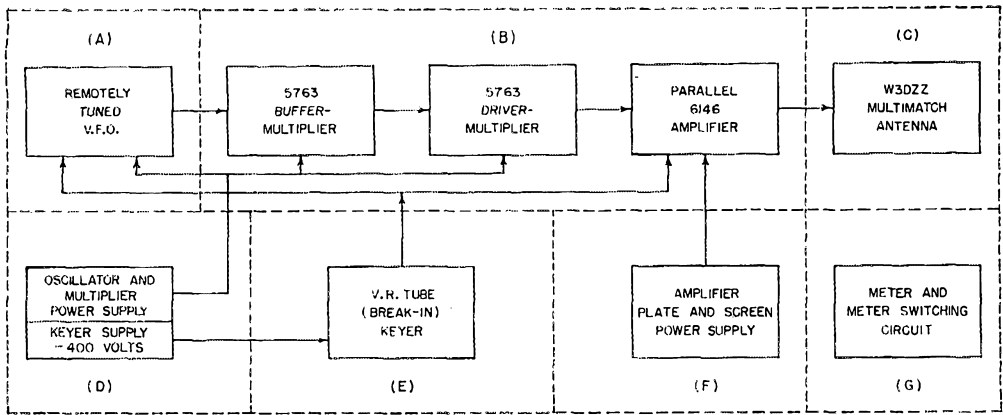 (A)
(B)
(C)
REMOTELY
TUNED
V.F.O.
5763
BUFFER-
MULTIPLIER
5763
DRIVER-
MULTIPLIER
PARALLEL
6146
AMPLIFIER
W3DZZ
MULTIMATCH
ANTENNA
OSCILLATOR AND
MULTIPLIER
POWER SUPPLY
KEYER SUPPLY
-400 VOLTS
V.R. TUBE
(BREAK-IN)
KEYER
AMPLIFIER
PLATE AND SCREEN
POWER SUPPLY
METER AND
METER SWITCHING
CIRCUIT
(D)
(E)
(F)
(G)